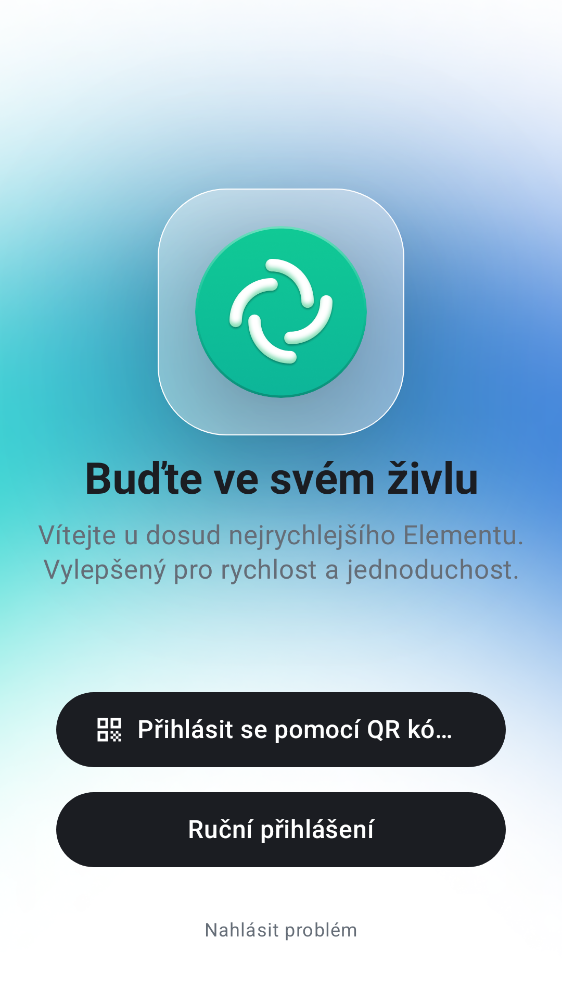 Buďte ve svém živlu
Vítejte u dosud nejrychlejšího Elementu.
Vylepšený pro rychlost a jednoduchost.
Přihlásit se pomocí QR kó…
Ruční přihlášení
Nahlásit problém